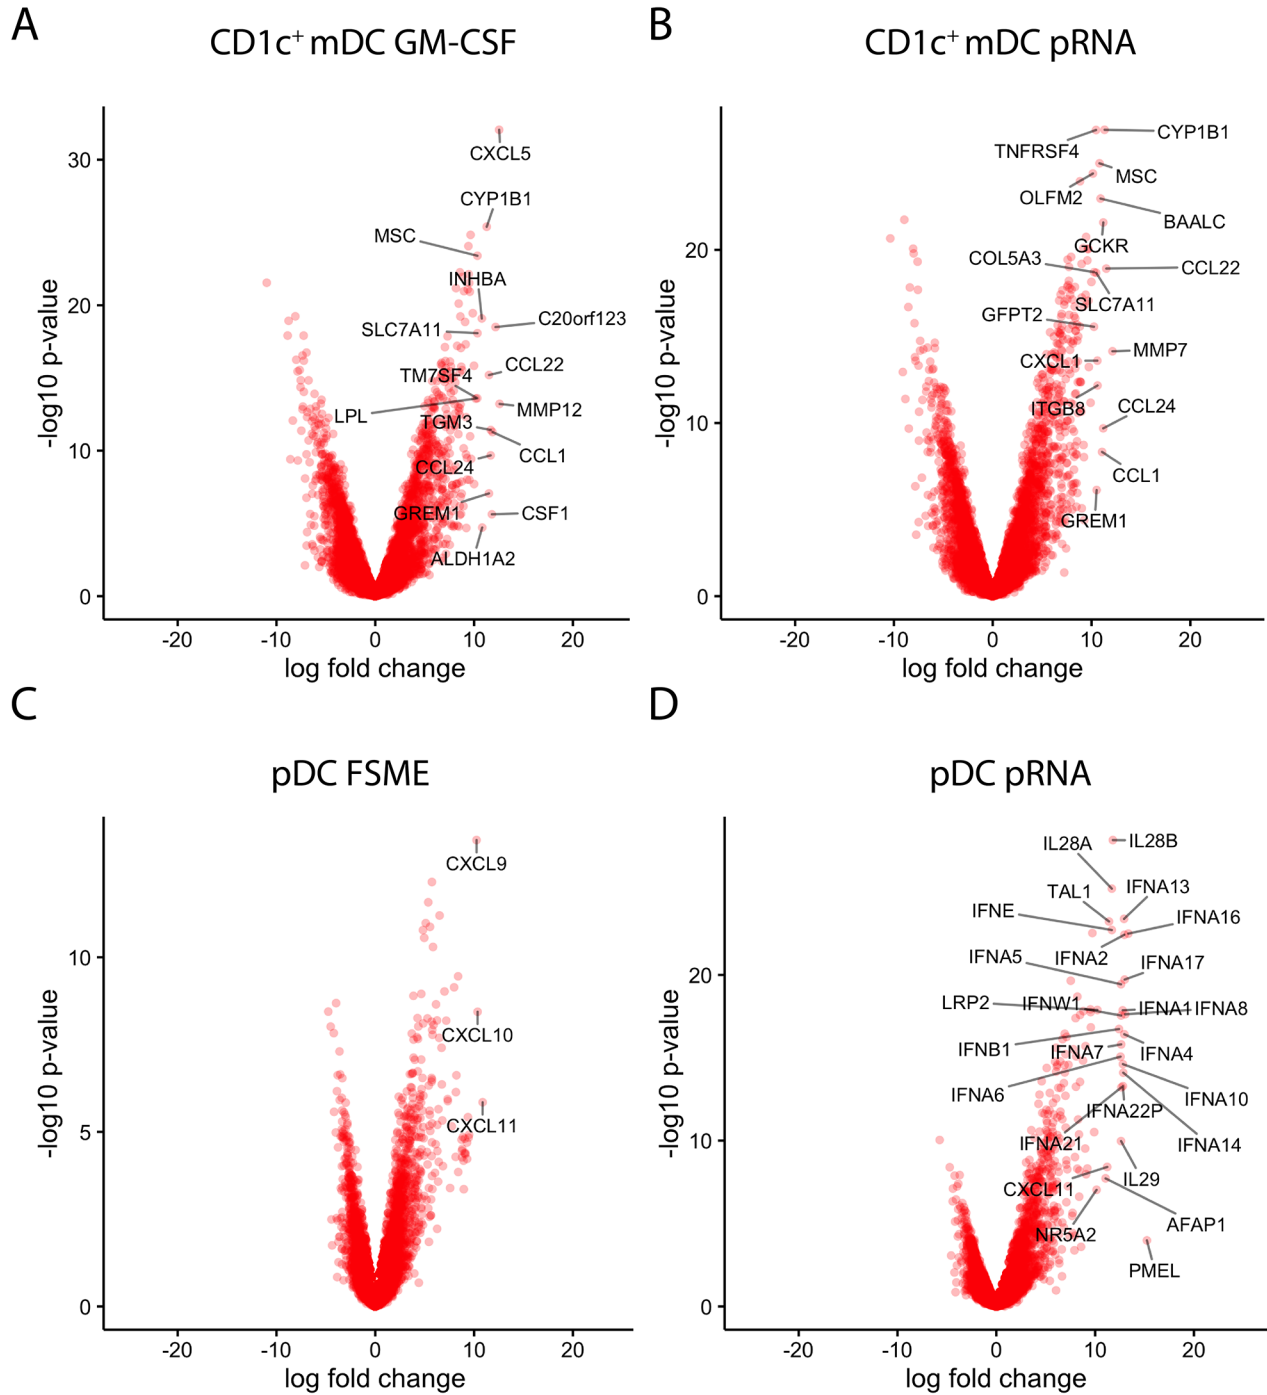 A
CD1c+ mDC GM-CSF
-log10 p-value
30
20
10
0
CXCL5
CYP1B1
MSC
INHBA
C20orf123
SLC7A11
CCL22
TM7SF4
LPL
MMP12
TGM3
CCL1
CCL24
GREM1
CSF1
ALDH1A2
-20 -10 0 10 20
log fold change
B
CD1c+ mDC pRNA
-log10 p-value
20
10
0
CYP1B1
TNFRSF4
MSC
OLFM2
BAALC
GCKR
COL5A3
CCL22
SLC7A11
GFPT2
MMP7
CXCL1
ITGB8
CCL24
CCL1
GREM1
-20 -10 0 10 20
log fold change
C
pDC FSME
-log10 p-value
10
5
0
CXCL9
CXCL10
CXCL11
-20 -10 0 10 20
log fold change
D
pDC pRNA
-log10 p-value
20
10
0
IL28A
IL28B
TAL1
IFNA13
IFNE
IFNA16
IFNA5
IFNA2
IFNA17
LRP2
IFNW1
IFNA1
IFNA8
IFNB1
IFNA7
IFNA4
IFNA6
IFNA10
IFNA22P
IFNA21
IFNA14
CXCL11
IL29
AFAP1
NR5A2
PMEL
-20 -10 0 10 20
log fold change